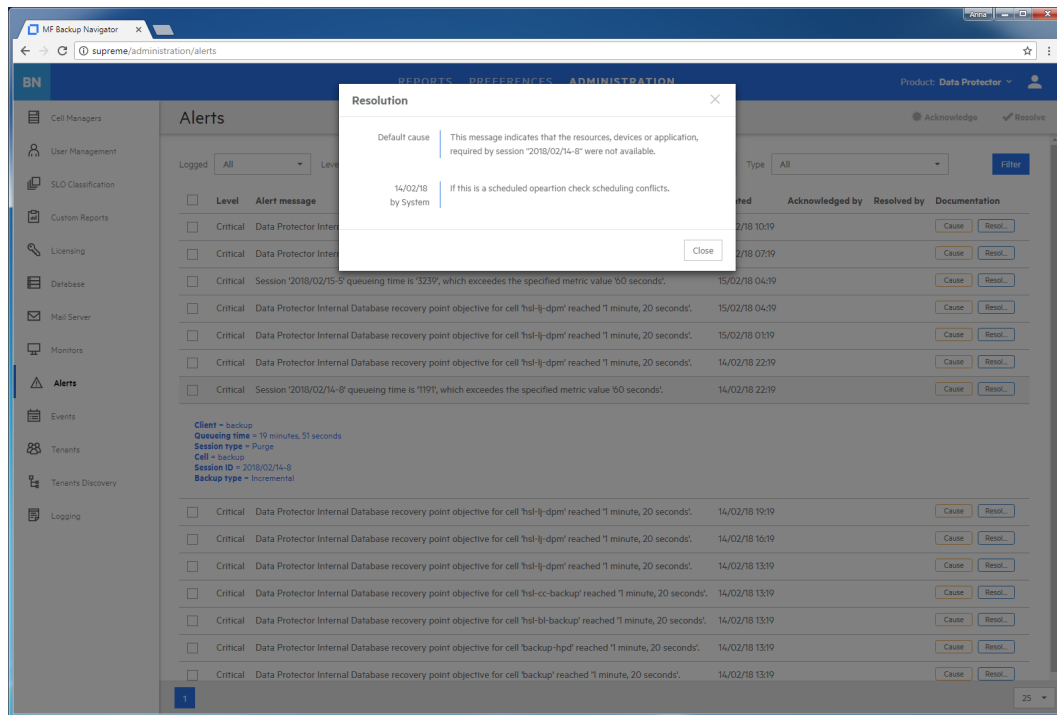 Anna
MF Backup Navigator
supreme/administration/alerts
BN
REPORTS PREFERENCES ADMINISTRATION
Product: Data Protector
Cell Managers
User Management
SLO Classification
Custom Reports
Licensing
Database
Mail Server
Monitors
Alerts
Events
Tenants
Tenants Discovery
Logging
Alerts
Acknowledge Resolve
Logged All Leve
Type All Filter
Resolution
Default cause This message indicates that the resources, devices or application,
required by session "2018/02/14-8" were not available.
14/02/18 If this is a scheduled opeartion check scheduling conflicts.
by System
Close
Level Alert message Acknowledged by Resolved by Documentation
Critical Data Protector Inter 2/18 10:19 Cause Resol...
Critical Data Protector Inter 2/18 07:19 Cause Resol...
Critical Session '2018/02/15-5' queueing time is '3239', which exceedes the specified metric value '60 seconds'. 15/02/18 04:19 Cause Resol...
Critical Data Protector Internal Database recovery point objective for cell 'hsl-lj-dpm' reached '1 minute, 20 seconds'. 15/02/18 04:19 Cause Resol...
Critical Data Protector Internal Database recovery point objective for cell 'hsl-lj-dpm' reached '1 minute, 20 seconds'. 15/02/18 01:19 Cause Resol...
Critical Data Protector Internal Database recovery point objective for cell 'hsl-lj-dpm' reached '1 minute, 20 seconds'. 14/02/18 22:19 Cause Resol...
Critical Session '2018/02/14-8' queueing time is '1191', which exceedes the specified metric value '60 seconds'. 14/02/18 22:19 Cause Resol...
Client = backup
Queueing time = 19 minutes, 51 seconds
Session type = Purge
Cell = backup
Session ID = 2018/02/14-8
Backup type = Incremental
Critical Data Protector Internal Database recovery point objective for cell 'hsl-lj-dpm' reached '1 minute, 20 seconds'. 14/02/18 19:19 Cause Resol...
Critical Data Protector Internal Database recovery point objective for cell 'hsl-lj-dpm' reached '1 minute, 20 seconds'. 14/02/18 16:19 Cause Resol...
Critical Data Protector Internal Database recovery point objective for cell 'hsl-lj-dpm' reached '1 minute, 20 seconds'. 14/02/18 13:19 Cause Resol...
Critical Data Protector Internal Database recovery point objective for cell 'hsl-cc-backup' reached '1 minute, 20 seconds'. 14/02/18 13:19 Cause Resol...
Critical Data Protector Internal Database recovery point objective for cell 'hsl-bl-backup' reached '1 minute, 20 seconds'. 14/02/18 13:19 Cause Resol...
Critical Data Protector Internal Database recovery point objective for cell 'backup-hpd' reached '1 minute, 20 seconds'. 14/02/18 13:19 Cause Resol...
Critical Data Protector Internal Database recovery point objective for cell 'backup' reached '1 minute, 20 seconds'. 14/02/18 13:19 Cause Resol...
1 25